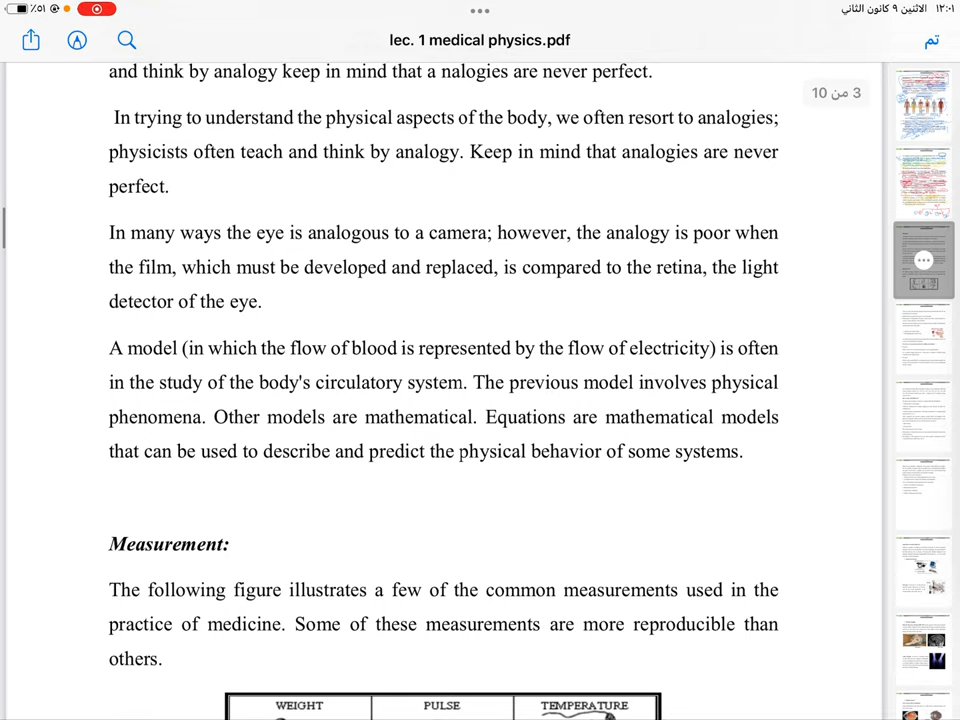 ٪٥١
الاثنين ٩ كانون الثاني ١٢:٠١
lec. 1 medical physics.pdf
تم
3 من 10
and think by analogy keep in mind that a nalogies are never perfect.
In trying to understand the physical aspects of the body, we often resort to analogies;
physicists often teach and think by analogy. Keep in mind that analogies are never
perfect.
In many ways the eye is analogous to a camera; however, the analogy is poor when
the film, which must be developed and replaced, is compared to the retina, the light
detector of the eye.
A model (in which the flow of blood is represented by the flow of elehtricity) is often
in the study of the body's circulatory system. The previous model involves physical
phenomena. Other models are mathematical. Equations are mathematical models
that can be used to describe and predict the physical behavior of some systems.
Measurement:
The following figure illustrates a few of the common measurements used in the
practice of medicine. Some of these measurements are more reproducible than
others.
WEIGHT PULSE TEMPERATURE